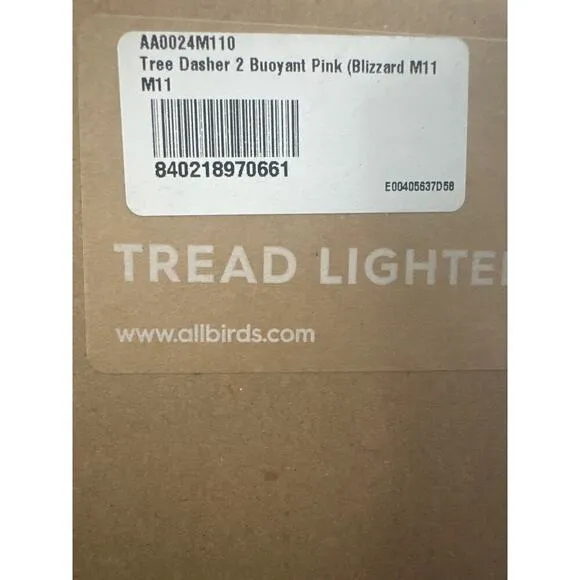 AA0024M110
Tree Dasher 2 Buoyant Pink (Blizzard M11
M11
840218970661
E00405637D58
TREAD LIGHTE
www.allbirds.com